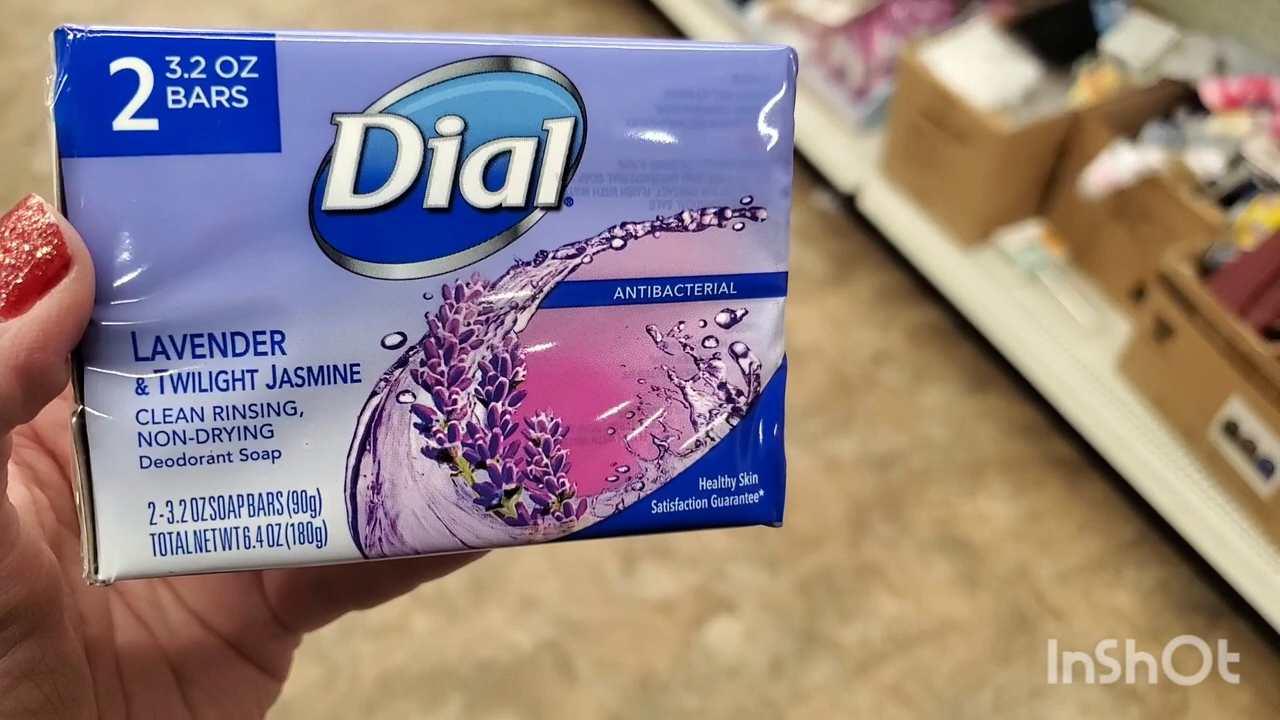 2 3.2 OZ
BARS
Dial®
ANTIBACTERIAL
LAVENDER
& TWILIGHT JASMINE
CLEAN RINSING,
NON-DRYING
Deodorant Soap
2-3.2 OZ SOAP BARS (90g)
TOTAL NET WT 6.4 OZ (180g)
Healthy Skin
Satisfaction Guarantee*
InShOt